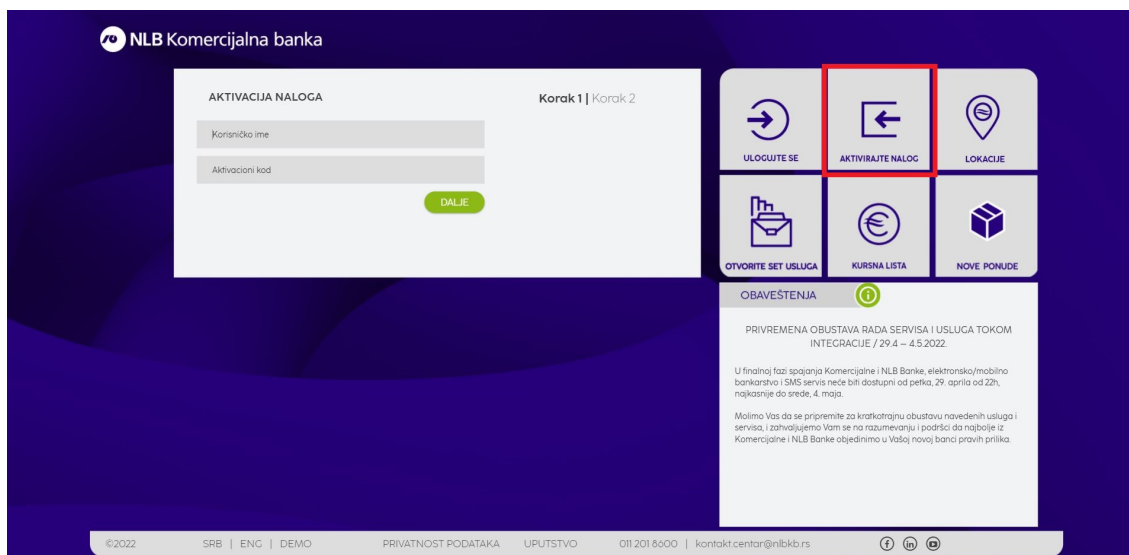 NLB Komercijalna banka
AKTIVACIJA NALOGA
Korak 1 | Korak 2
Korisničko ime
Aktivacioni kod
DALJE
ULOGUJTE SE
AKTIVIRAJTE NALOG
LOKACIJE
OTVORITE SET USLUGA
KURSNA LISTA
NOVE PONUDE
OBAVEŠTENJA
PRIVREMENA OBUSTAVA RADA SERVISA I USLUGA TOKOM
INTEGRACIJE / 29.4 – 4.5.2022.
U finalnoj fazi spajanja Komercijalne i NLB Banke, elektronsko/mobilno
bankarstvo i SMS servis neće biti dostupni od petka, 29. aprila od 22h,
najkasnije do srede, 4. maja.
Molimo Vas da se pripremite za kratkotrajnu obustavu navedenih usluga i
servisa, i zahvaljujemo Vam se na razumevanju i podršci da najbolje iz
Komercijalne i NLB Banke objedinimo u Vašoj novoj banci pravih prilika.
©2022 SRB | ENG | DEMO PRIVATNOST PODATAKA UPUTSTVO 011 201 8600 | kontakt.centar@nlbkb.rs